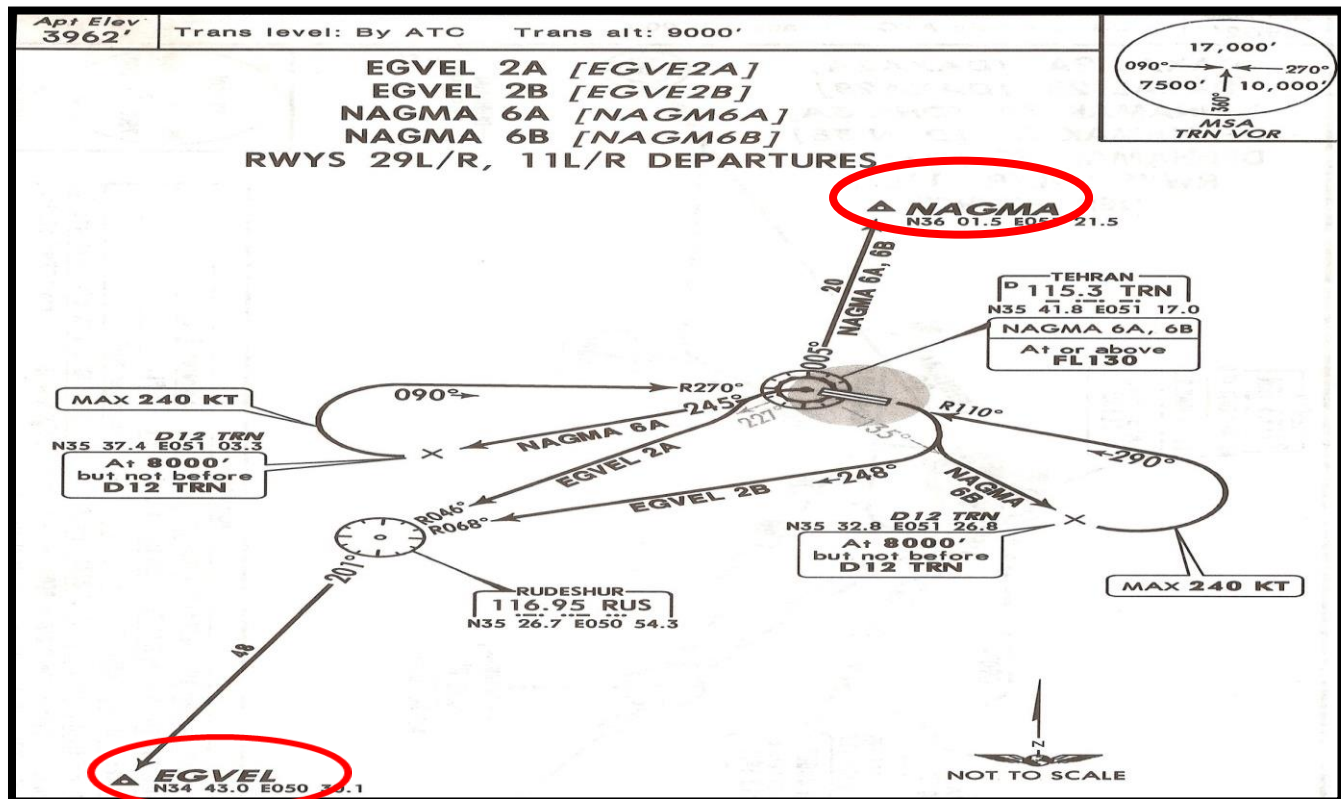 Apt Elev
3962'
Trans level: By ATC Trans alt: 9000'
17,000'
090° 270°
7500' 10,000'
360°
MSA
TRN VOR
EGVEL 2A [EGVE2A]
EGVEL 2B [EGVE2B]
NAGMA 6A [NAGM6A]
NAGMA 6B [NAGM6B]
RWYS 29L/R, 11L/R DEPARTURES
NAGMA
N36 01.5 21.5
20
NAGMA 6A, 6B
005°
TEHRAN
D 115.3 TRN
N35 41.8 E051 17.0
NAGMA 6A, 6B
At or above
FL130
MAX 240 KT
090°
R270°
245°
227°
NAGMA 6A
EGVEL 2A
D12 TRN
N35 37.4 E051 03.3
At 8000'
but not before
D12 TRN
R110°
135°
290°
248°
EGVEL 2B
NAGMA
6B
D12 TRN
N35 32.8 E051 26.8
At 8000'
but not before
D12 TRN
MAX 240 KT
R046°
R068°
201°
RUDESHUR
116.95 RUS
N35 26.7 E050 54.3
48
EGVEL
N34 43.0 E050
N
NOT TO SCALE